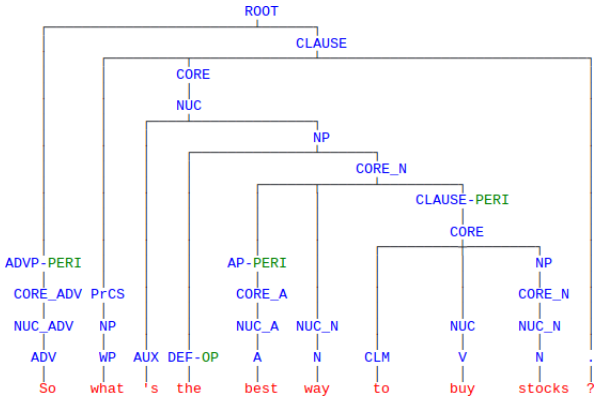 ROOT
CLAUSE
CORE
NUC
NP
CORE_N
CLAUSE-PERI
CORE
ADVP-PERI AP-PERI NP
CORE_ADV PrCS CORE_A CORE_N
NUC_ADV NP NUC_A NUC_N NUC NUC_N
ADV WP AUX DEF-OP A N CLM V N .
So what 's the best way to buy stocks ?